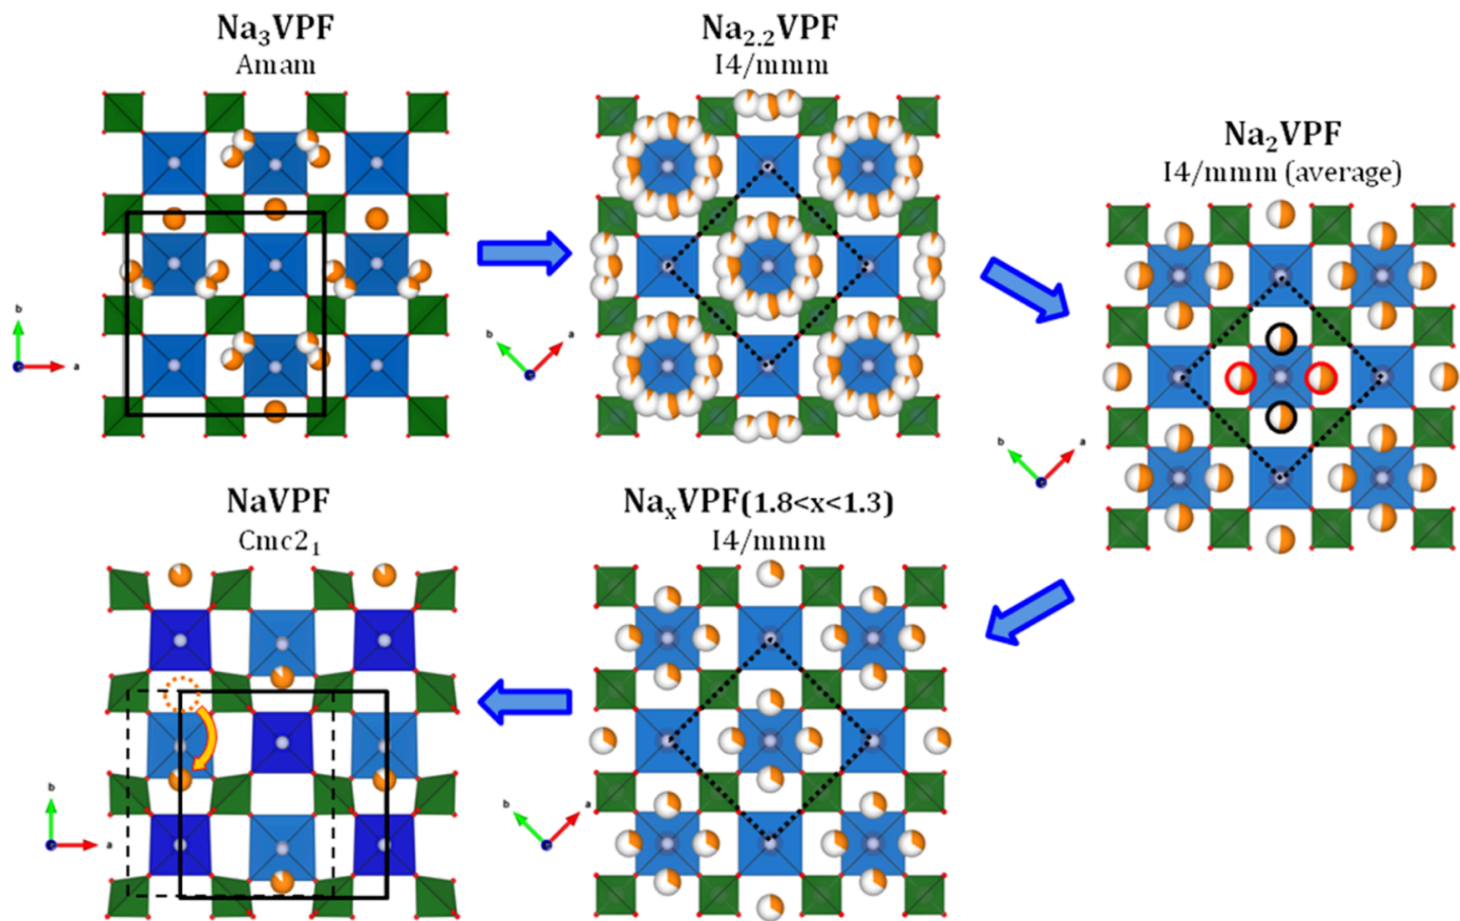 Na₃VPF
Amam
b
a
Na₂.₂VPF
I4/mmm
b
a
Na₂VPF
I4/mmm (average)
b
a
NaVPF
Cmc2₁
b
a
NaₓVPF(1.8<x<1.3)
I4/mmm
b
a